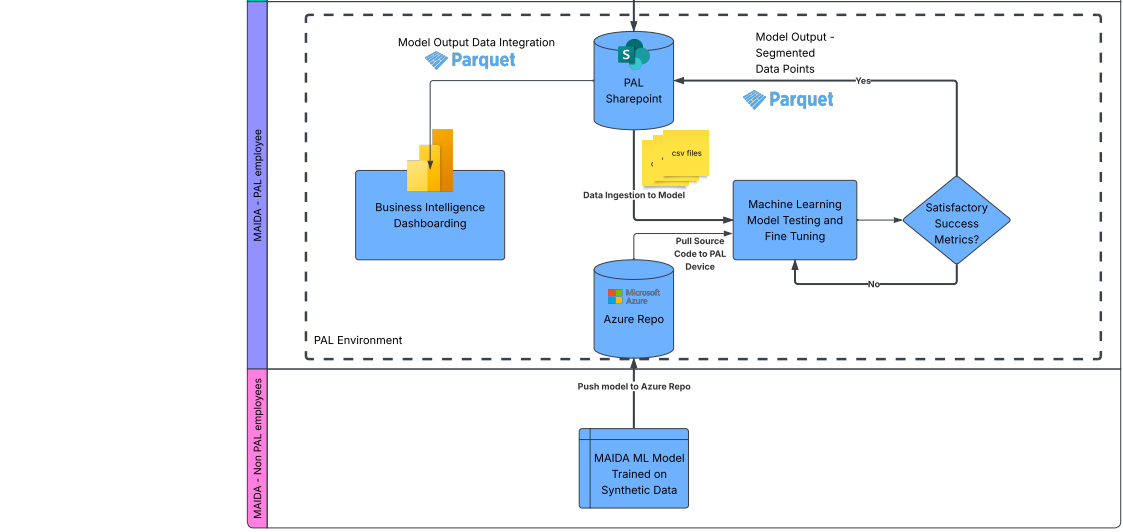 MAIDA - PAL employee
Model Output Data Integration
Parquet
Model Output -
Segmented
Data Points
Parquet
Yes
S
PAL
Sharepoint
csv files
Data Ingestion to Model
Business Intelligence
Dashboarding
Machine Learning
Model Testing and
Fine Tuning
Satisfactory
Success
Metrics?
Pull Source
Code to PAL
Device
No
Microsoft
Azure
Azure Repo
PAL Environment
MAIDA - Non PAL employees
Push model to Azure Repo
MAIDA ML Model
Trained on
Synthetic Data